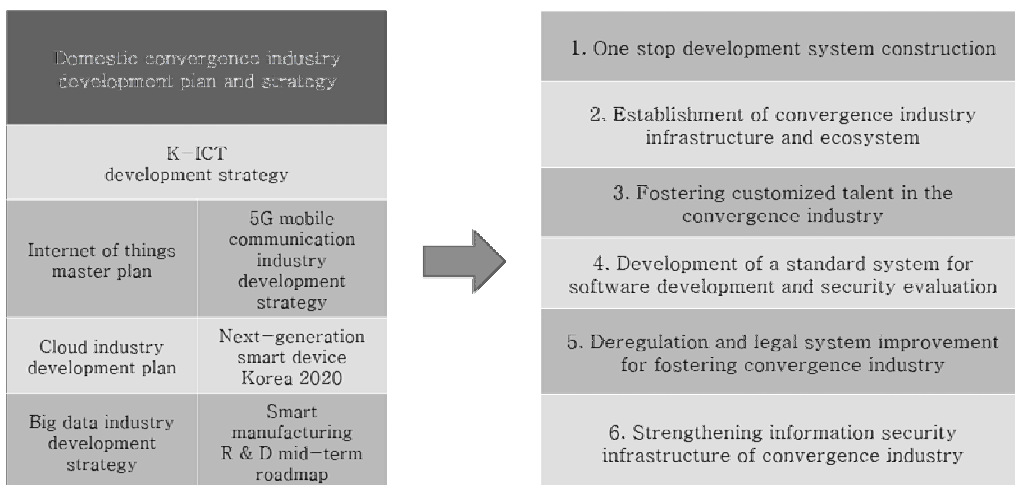 Domestic convergence industry
development plan and strategy
K-ICT
development strategy
Internet of things
master plan
5G mobile
communication
industry
development
strategy
Cloud industry
development plan
Next-generation
smart device
Korea 2020
Big data industry
development
strategy
Smart
manufacturing
R & D mid-term
roadmap
1. One stop development system construction
2. Establishment of convergence industry
infrastructure and ecosystem
3. Fostering customized talent in the
convergence industry
4. Development of a standard system for
software development and security evaluation
5. Deregulation and legal system improvement
for fostering convergence industry
6. Strengthening information security
infrastructure of convergence industry